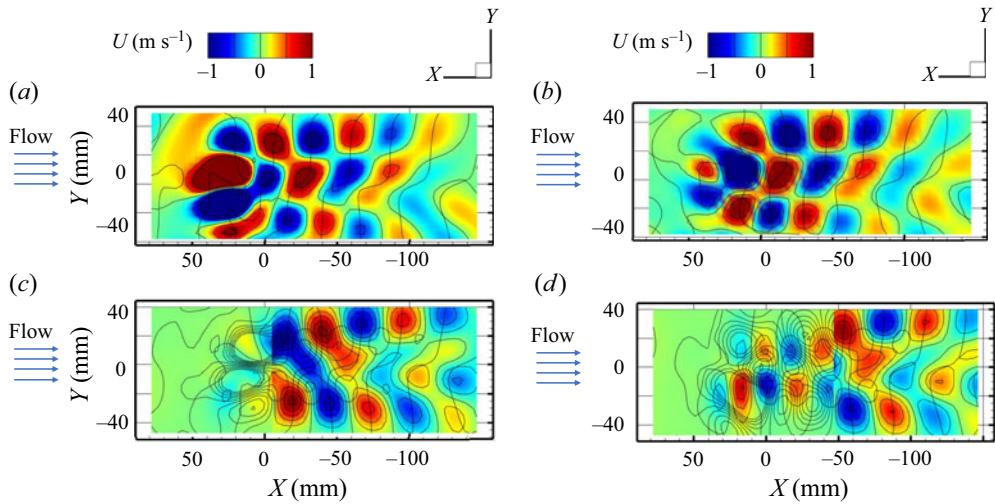 Y Y
U (m s⁻¹) U (m s⁻¹)
–1 0 1 X –1 0 1 X
(a) (b)
40 40
Flow Flow
Y (mm) 0 0
–40 –40
50 0 –50 –100 50 0 –50 –100
(c) (d)
40 40
Flow Flow
Y (mm) 0 0
–40 –40
50 0 –50 –100 50 0 –50 –100
X (mm) X (mm)